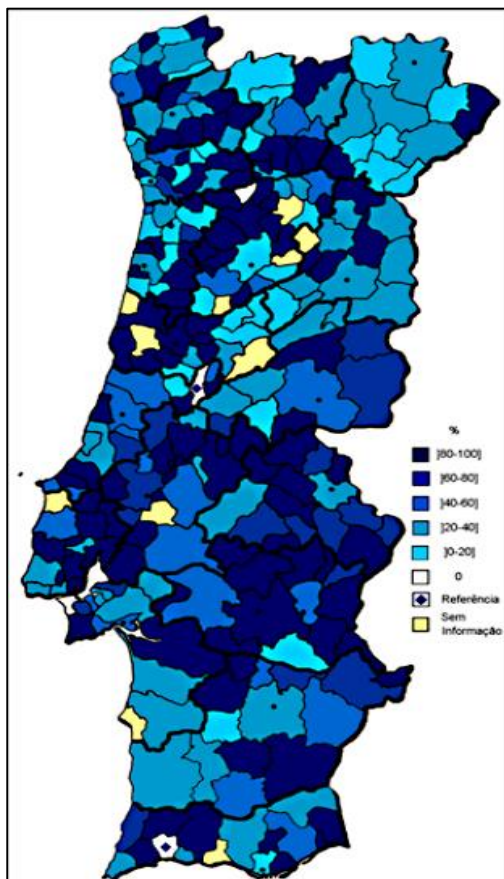 %
]80-100]
]60-80]
]40-60]
]20-40]
]0-20]
0
Referência
Sem
Informação